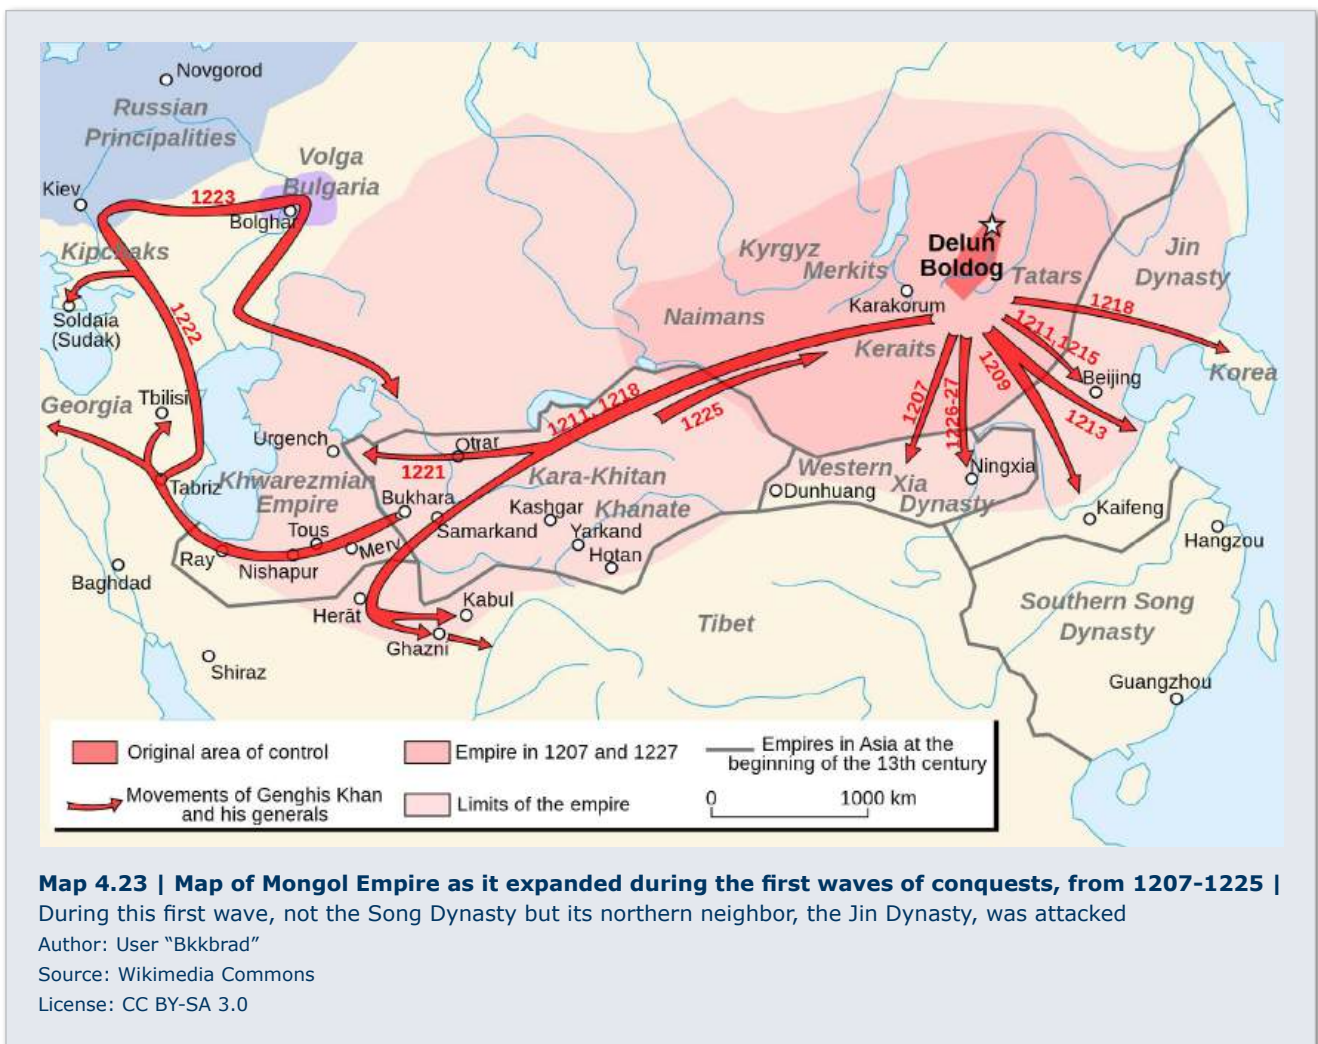 Novgorod
Russian
Principalities
Volga
Bulgaria
Kiev
1223
Bolghar
Kipchaks
Soldaia
(Sudak)
1222
Georgia
Tbilisi
Tabriz
Urgench
Khwarezmian
Empire
Otrar
1221
1211, 1218
1225
Bukhara
Samarkand
Kara-Khitan
Khanate
Kashgar
Yarkand
Hotan
Tous
Merv
Ray
Nishapur
Baghdad
Herāt
Kabul
Ghazni
Shiraz
Tibet
Kyrgyz
Merkits
Naimans
Keraits
Karakorum
Delun
Boldog
Tatars
Jin
Dynasty
1218
1211,1215
1209
1207
1226-27
1213
Beijing
Korea
Western
Xia
Dynasty
Ningxia
Dunhuang
Kaifeng
Hangzou
Southern Song
Dynasty
Guangzhou
Original area of control
Empire in 1207 and 1227
Empires in Asia at the
beginning of the 13th century
Movements of Genghis Khan
and his generals
Limits of the empire
0
1000 km
Map 4.23 | Map of Mongol Empire as it expanded during the first waves of conquests, from 1207-1225 |
During this first wave, not the Song Dynasty but its northern neighbor, the Jin Dynasty, was attacked
Author: User “Bkkbrad”
Source: Wikimedia Commons
License: CC BY-SA 3.0